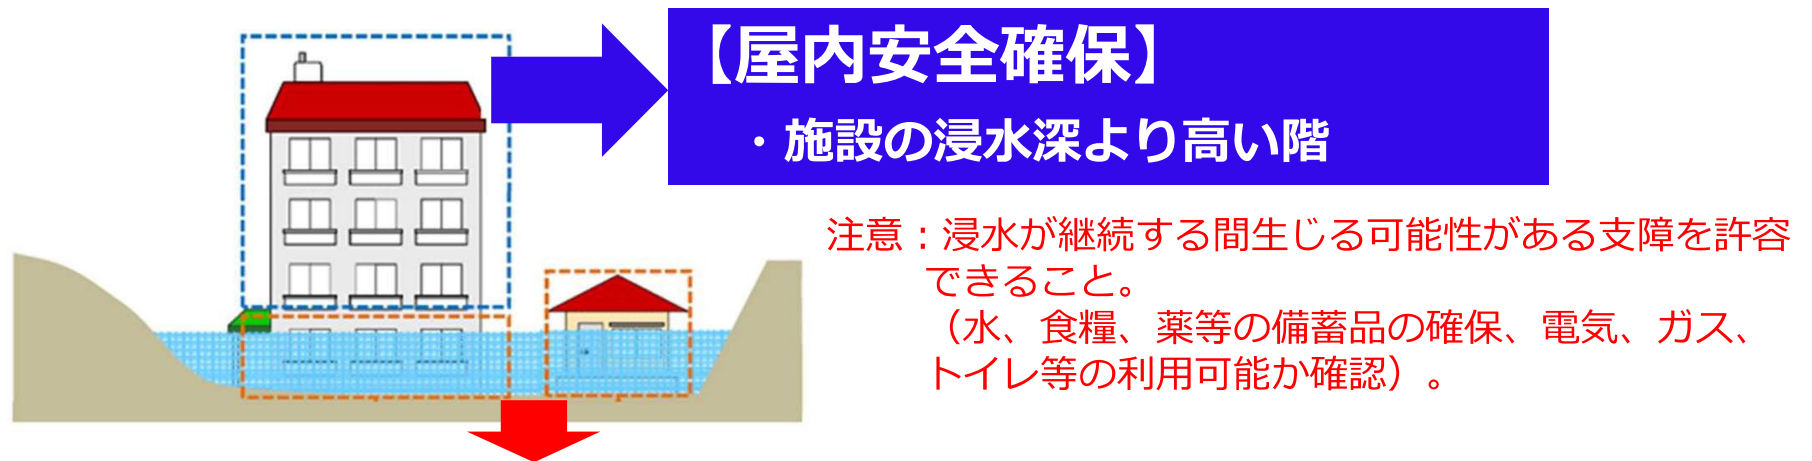 【屋内安全確保】
・施設の浸水深より高い階
注意：浸水が継続する間生じる可能性がある支障を許容
できること。
（水、食糧、薬等の備蓄品の確保、電気、ガス、
トイレ等の利用可能か確認）。